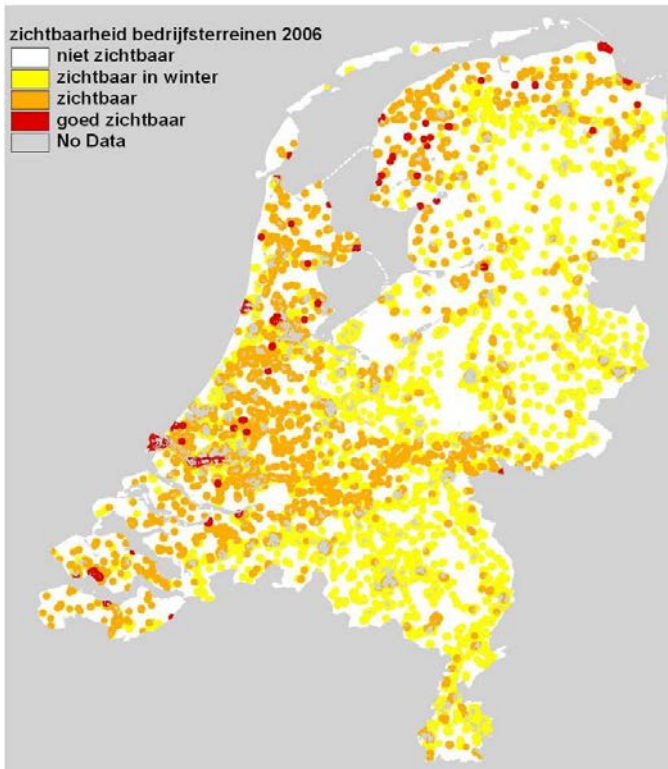 zichtbaarheid bedrijfsterreinen 2006
niet zichtbaar
zichtbaar in winter
zichtbaar
goed zichtbaar
No Data